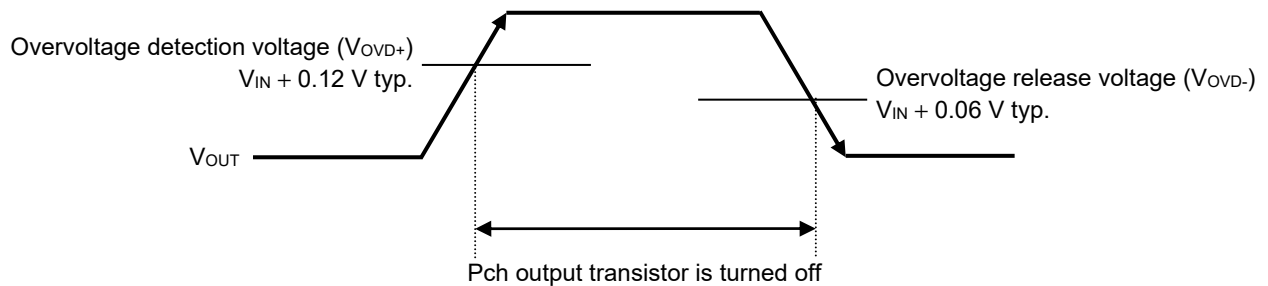 Overvoltage detection voltage (VOVD+)
VIN + 0.12 V typ.
Overvoltage release voltage (VOVD-)
VIN + 0.06 V typ.
VOUT
Pch output transistor is turned off